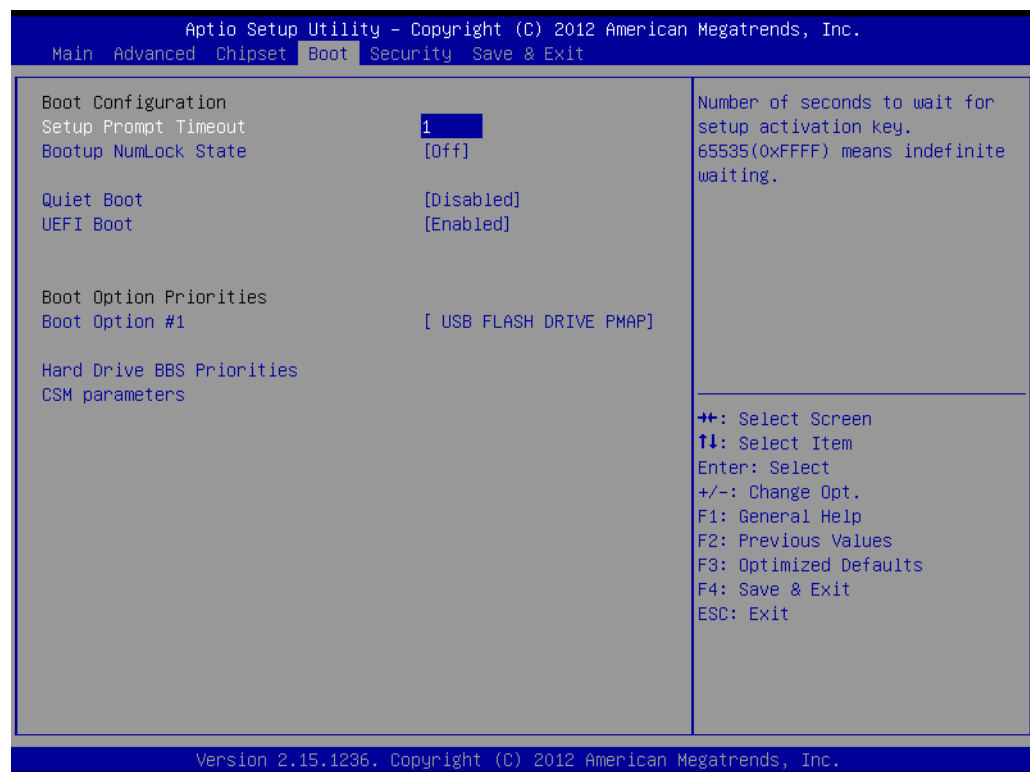 Aptio Setup Utility – Copyright (C) 2012 American Megatrends, Inc.
Main Advanced Chipset Boot Security Save & Exit
Boot Configuration
Setup Prompt Timeout 1
Bootup NumLock State [Off]
Quiet Boot [Disabled]
UEFI Boot [Enabled]
Boot Option Priorities
Boot Option #1 [ USB FLASH DRIVE PMAP]
Hard Drive BBS Priorities
CSM parameters
Number of seconds to wait for
setup activation key.
65535(0xFFFF) means indefinite
waiting.
→←: Select Screen
↑↓: Select Item
Enter: Select
+/-: Change Opt.
F1: General Help
F2: Previous Values
F3: Optimized Defaults
F4: Save & Exit
ESC: Exit
Version 2.15.1236. Copyright (C) 2012 American Megatrends, Inc.